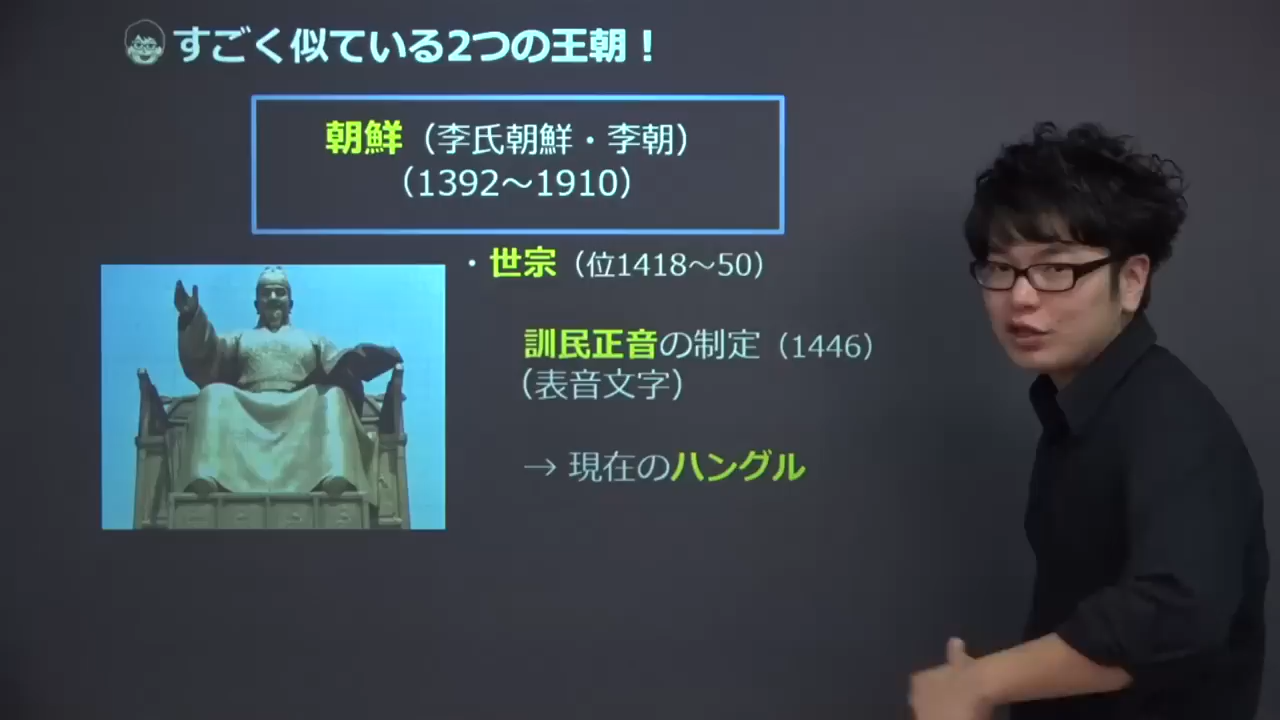 すごく似ている2つの王朝！
朝鮮（李氏朝鮮・李朝）
（1392～1910）
・世宗（位1418～50）
訓民正音の制定（1446）
（表音文字）
→ 現在のハングル